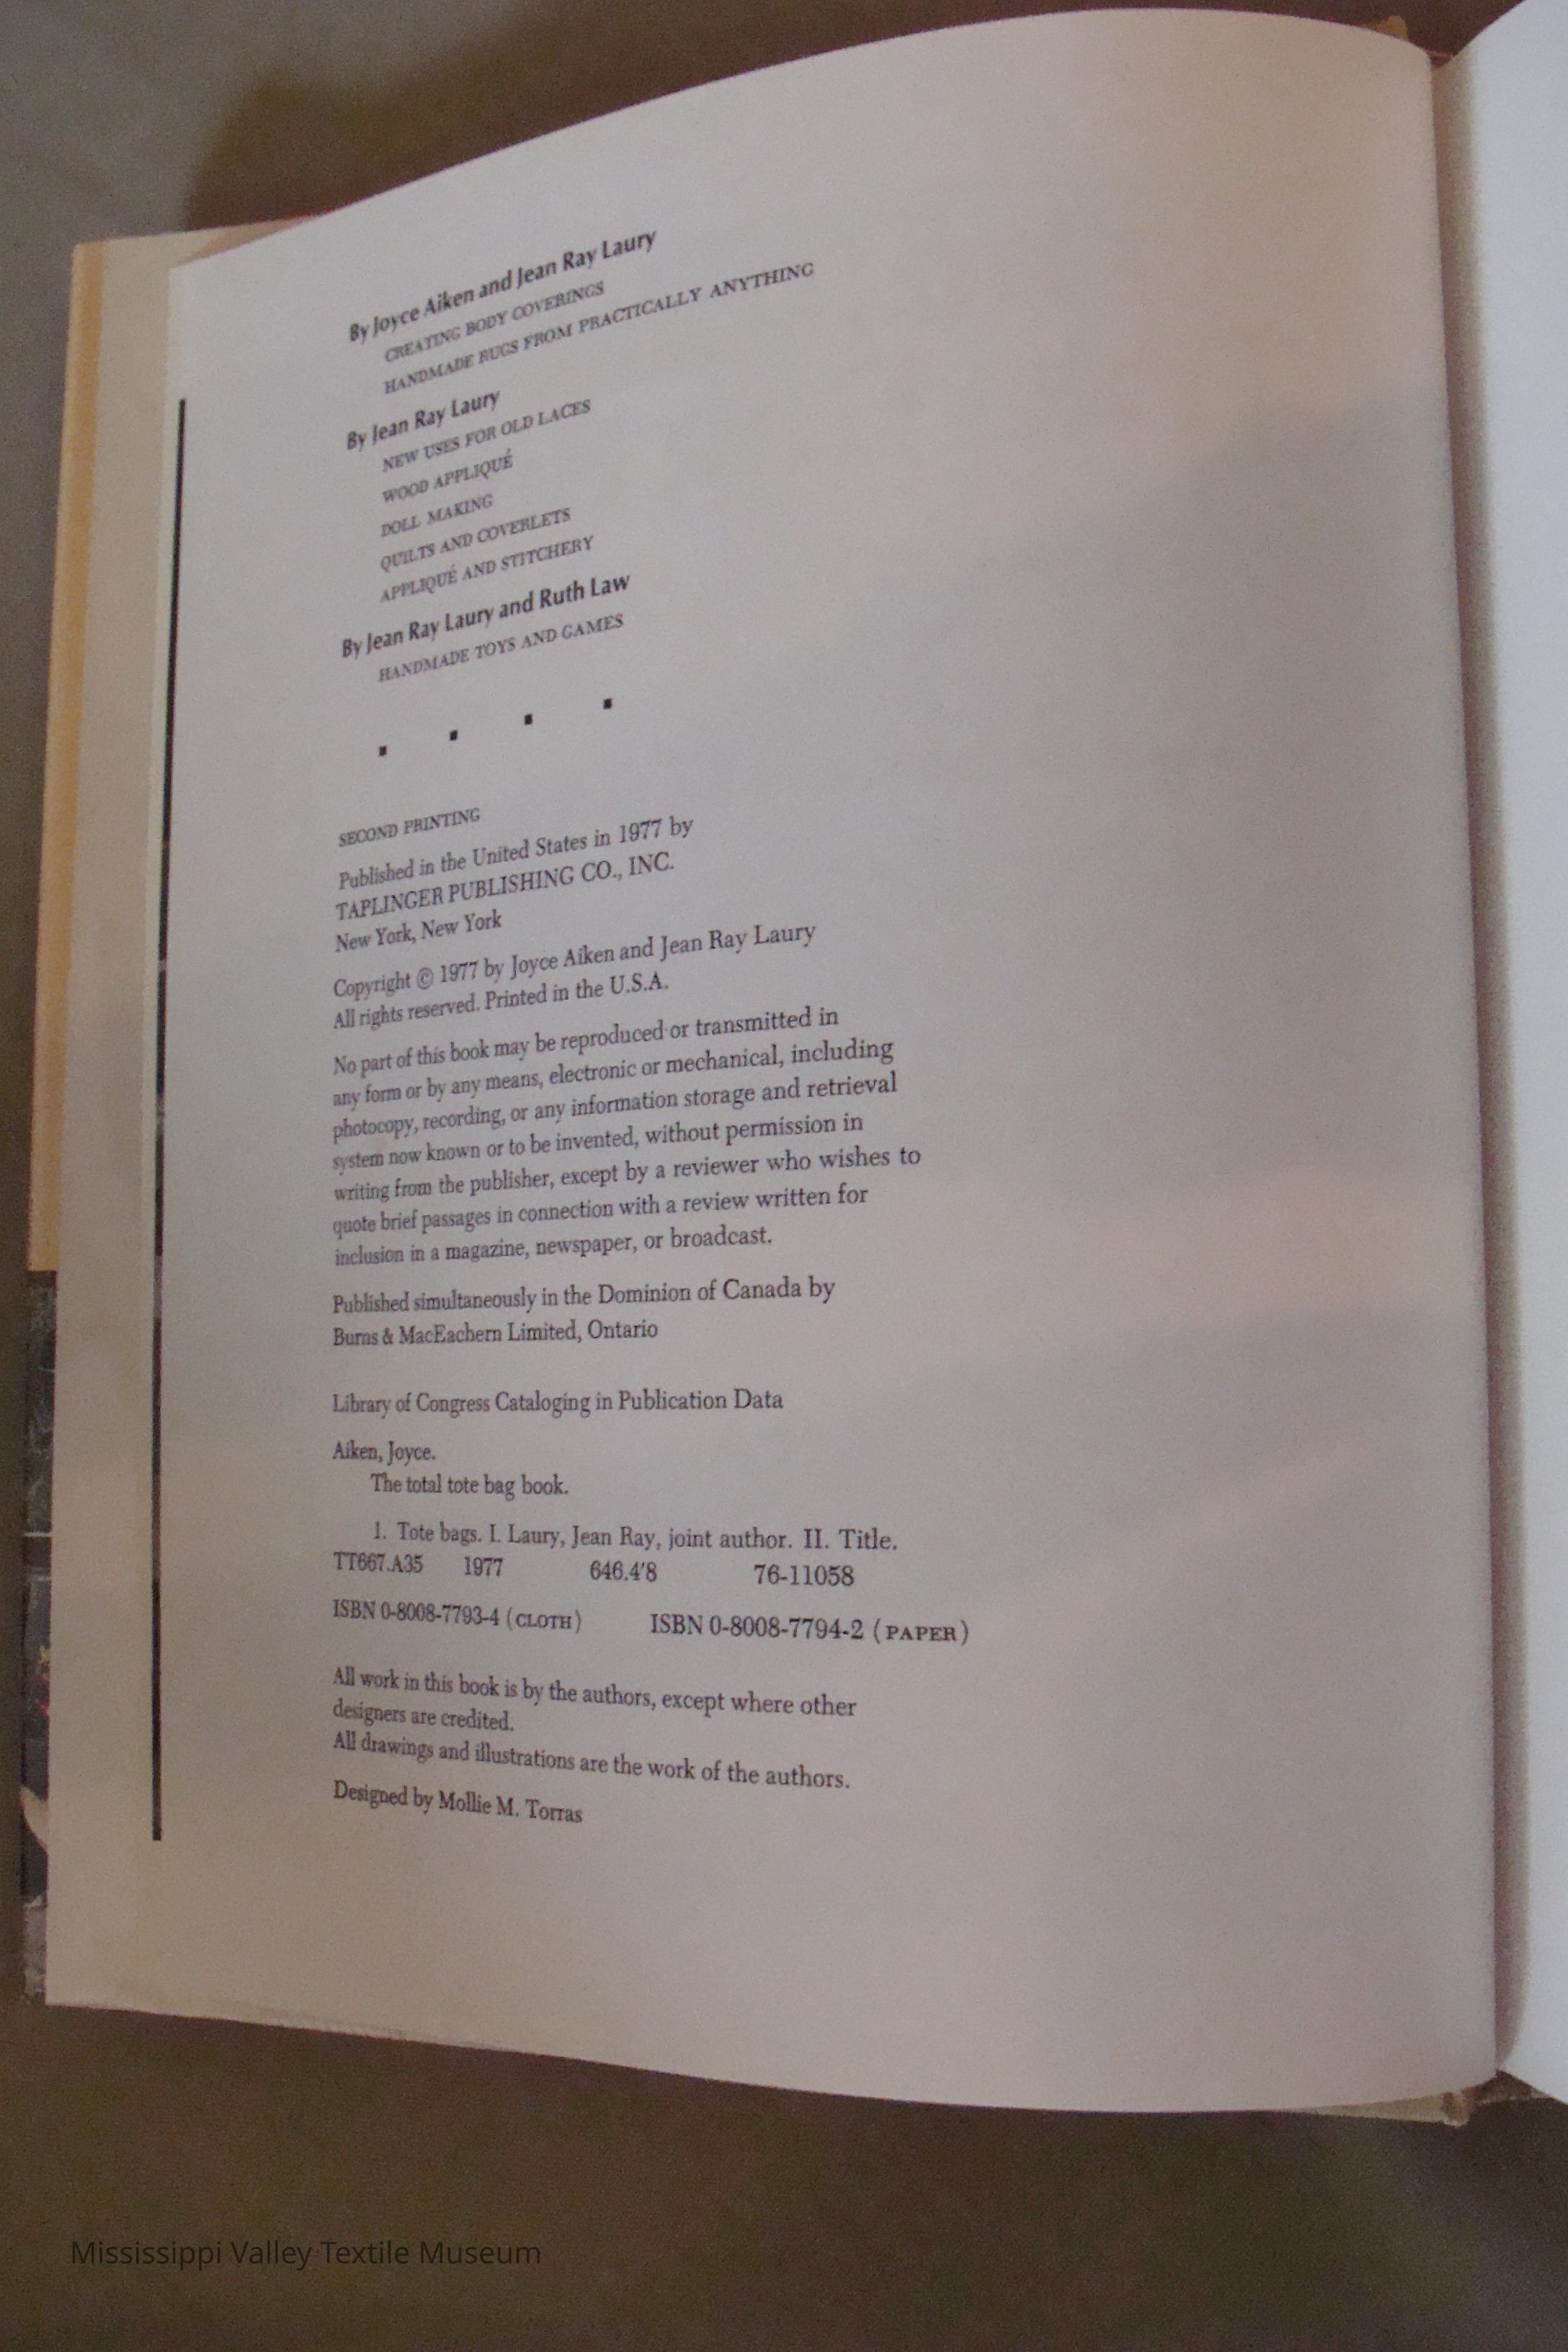 By Joyce Aiken and Jean Ray Laury
CREATING BODY COVERINGS
HANDMADE RUGS FROM PRACTICALLY ANYTHING
By Jean Ray Laury
NEW USES FOR OLD LACES
WOOD APPLIQUÉ
DOLL MAKING
QUILTS AND COVERLETS
APPLIQUÉ AND STITCHERY
By Jean Ray Laury and Ruth Law
HANDMADE TOYS AND GAMES
SECOND PRINTING
Published in the United States in 1977 by
TAPLINGER PUBLISHING CO., INC.
New York, New York
Copyright © 1977 by Joyce Aiken and Jean Ray Laury
All rights reserved. Printed in the U.S.A.
No part of this book may be reproduced or transmitted in
any form or by any means, electronic or mechanical, including
photocopy, recording, or any information storage and retrieval
system now known or to be invented, without permission in
writing from the publisher, except by a reviewer who wishes to
quote brief passages in connection with a review written for
inclusion in a magazine, newspaper, or broadcast.
Published simultaneously in the Dominion of Canada by
Burns & MacEachern Limited, Ontario
Library of Congress Cataloging in Publication Data
Aiken, Joyce.
The total tote bag book.
1. Tote bags. I. Laury, Jean Ray, joint author. II. Title.
TT667.A35 1977 646.4'8 76-11058
ISBN 0-8008-7793-4 (CLOTH) ISBN 0-8008-7794-2 (PAPER)
All work in this book is by the authors, except where other
designers are credited.
All drawings and illustrations are the work of the authors.
Designed by Mollie M. Torras
Mississippi Valley Textile Museum